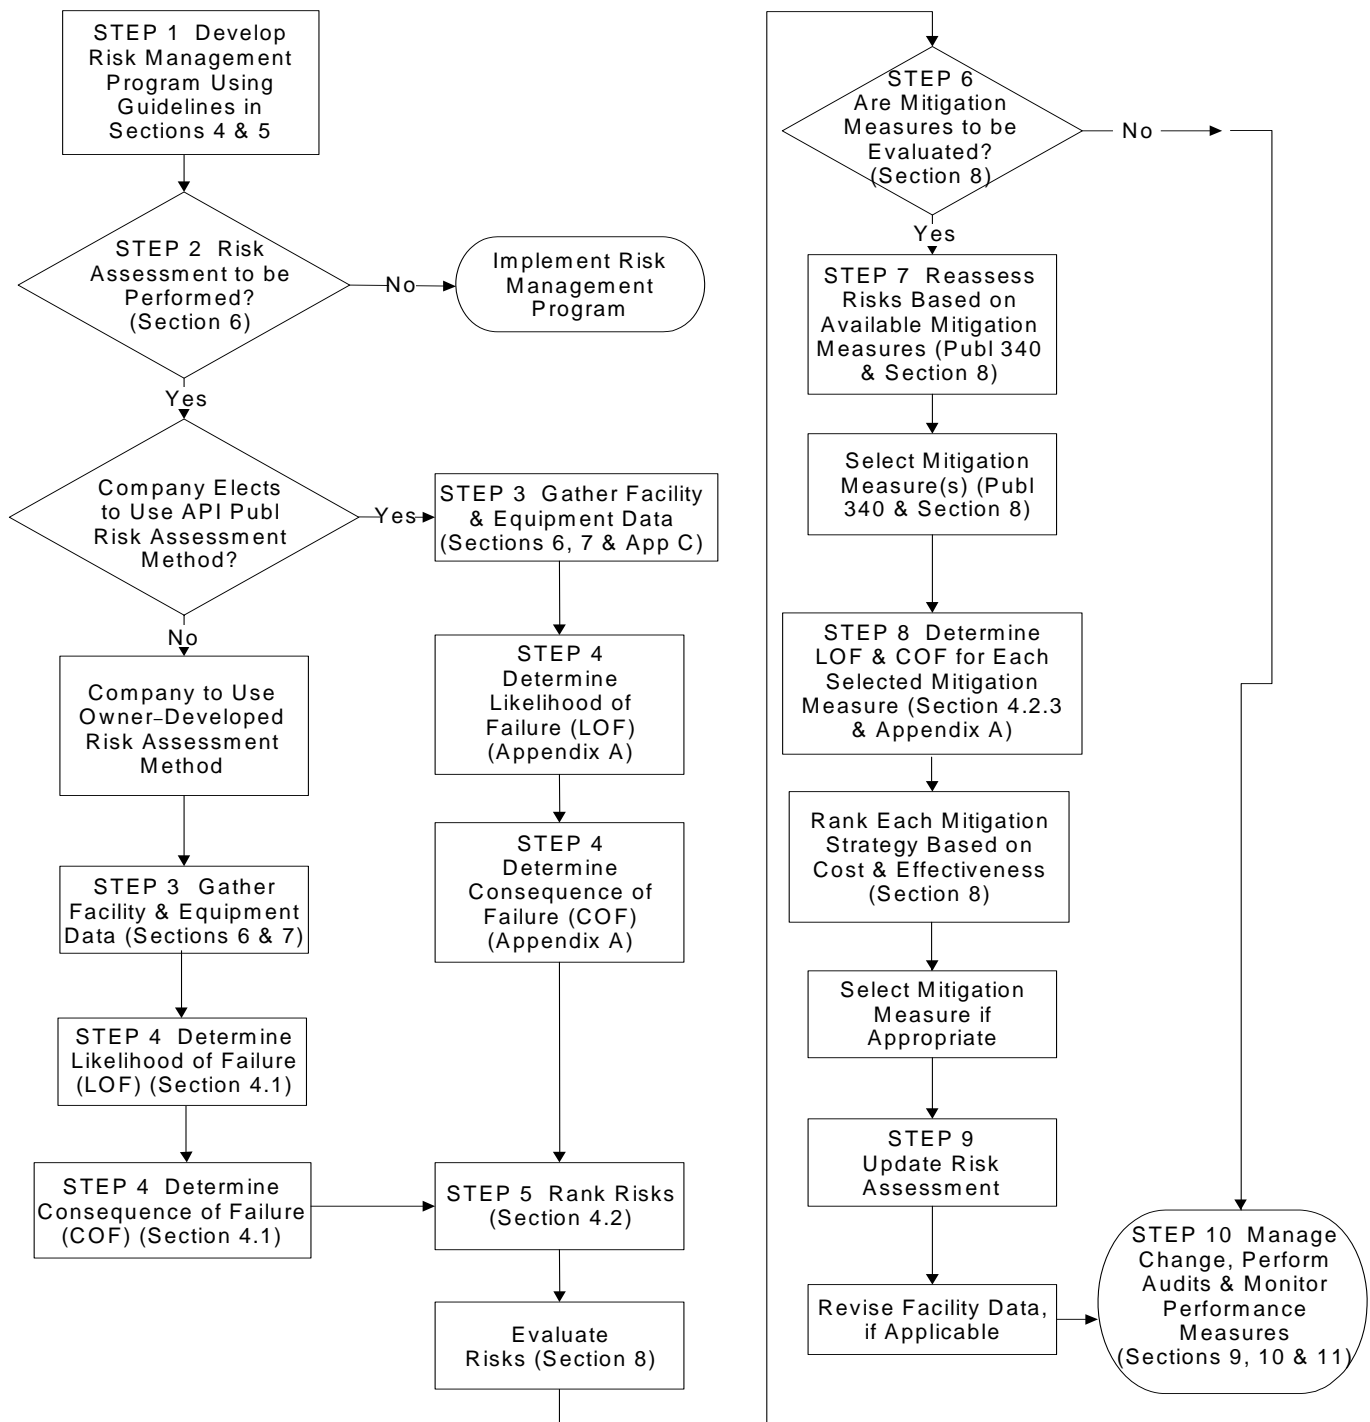 STEP 1 Develop
Risk Management
Program Using
Guidelines in
Sections 4 & 5
STEP 2 Risk
Assessment to be
Performed?
(Section 6)
No
Implement Risk
Management
Program
Yes
Company Elects
to Use API Publ
Risk Assessment
Method?
Yes
STEP 3 Gather Facility
& Equipment Data
(Sections 6, 7 & App C)
No
Company to Use
Owner–Developed
Risk Assessment
Method
STEP 4
Determine
Likelihood of
Failure (LOF)
(Appendix A)
STEP 3 Gather
Facility & Equipment
Data (Sections 6 & 7)
STEP 4
Determine
Consequence of
Failure (COF)
(Appendix A)
STEP 4 Determine
Likelihood of Failure
(LOF) (Section 4.1)
STEP 4 Determine
Consequence of Failure
(COF) (Section 4.1)
STEP 5 Rank Risks
(Section 4.2)
Evaluate
Risks (Section 8)
STEP 6
Are Mitigation
Measures to be
Evaluated?
(Section 8)
No
Yes
STEP 7 Reassess
Risks Based on
Available Mitigation
Measures (Publ 340
& Section 8)
Select Mitigation
Measure(s) (Publ
340 & Section 8)
STEP 8 Determine
LOF & COF for Each
Selected Mitigation
Measure (Section 4.2.3
& Appendix A)
Rank Each Mitigation
Strategy Based on
Cost & Effectiveness
(Section 8)
Select Mitigation
Measure if
Appropriate
STEP 9
Update Risk
Assessment
Revise Facility Data,
if Applicable
STEP 10 Manage
Change, Perform
Audits & Monitor
Performance
Measures
(Sections 9, 10 & 11)